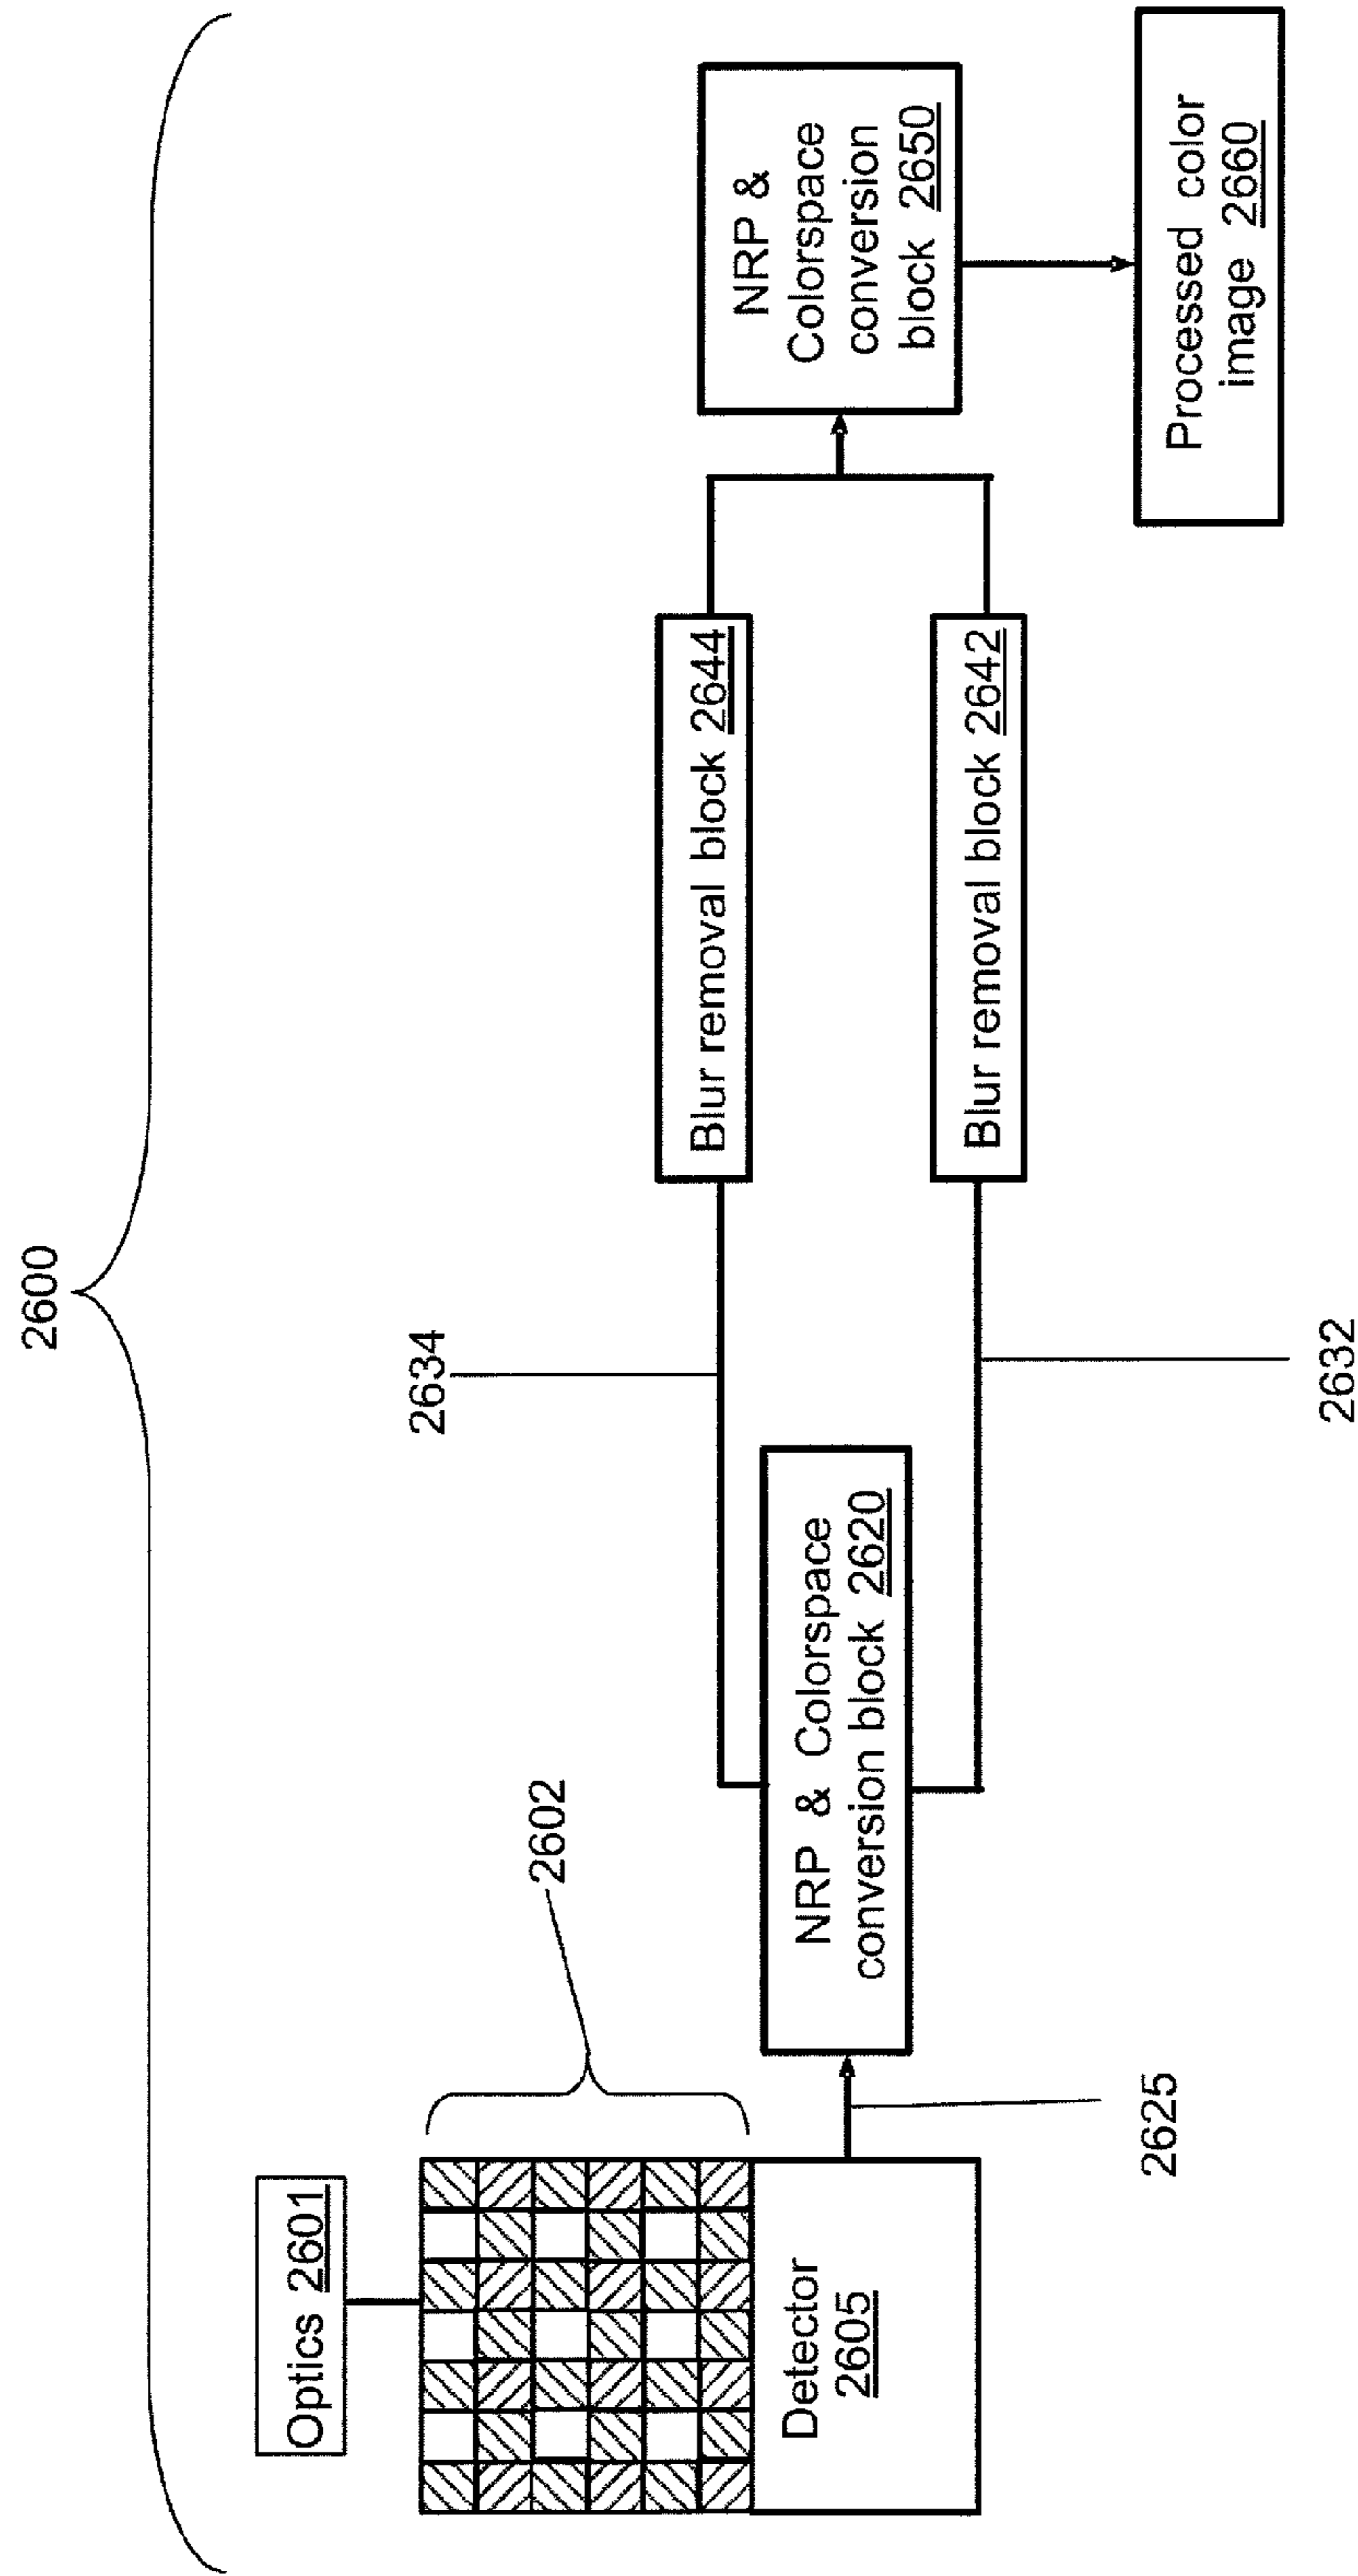 2600
Optics 2601
2602
Detector
2605
2625
NRP & Colorspace
conversion block 2620
2634
2632
Blur removal block 2644
Blur removal block 2642
NRP &
Colorspace
conversion
block 2650
Processed color
image 2660